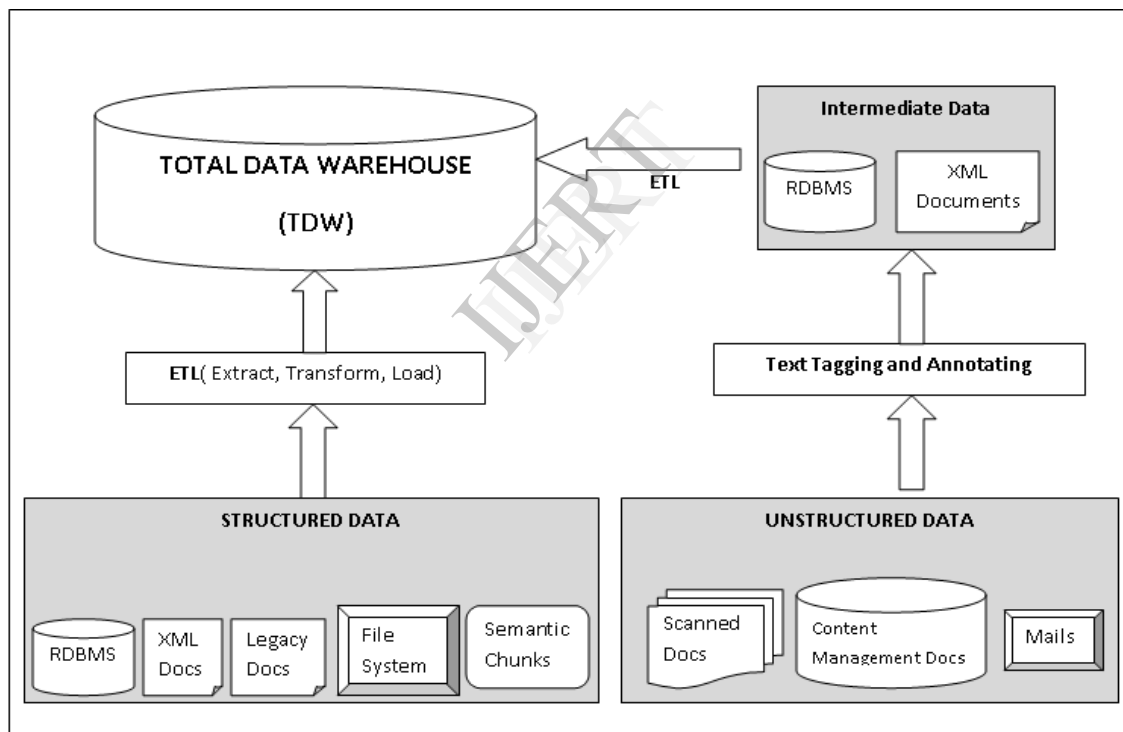 TOTAL DATA WAREHOUSE
(TDW)
ETL
Intermediate Data
RDBMS
XML
Documents
IJERT
ETL( Extract, Transform, Load)
Text Tagging and Annotating
STRUCTURED DATA
RDBMS
XML
Docs
Legacy
Docs
File
System
Semantic
Chunks
UNSTRUCTURED DATA
Scanned
Docs
Content
Management Docs
Mails